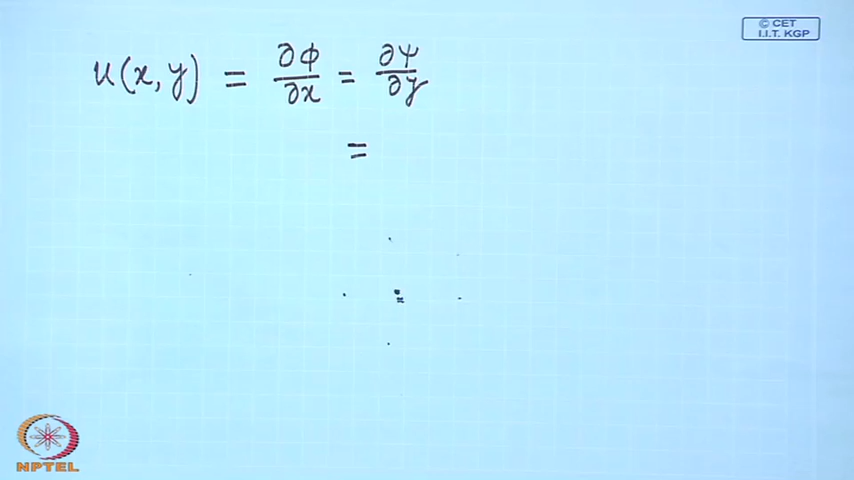 © CET
I.I.T. KGP
u(x, y) = ∂φ/∂x = ∂ψ/∂y
=
NPTEL